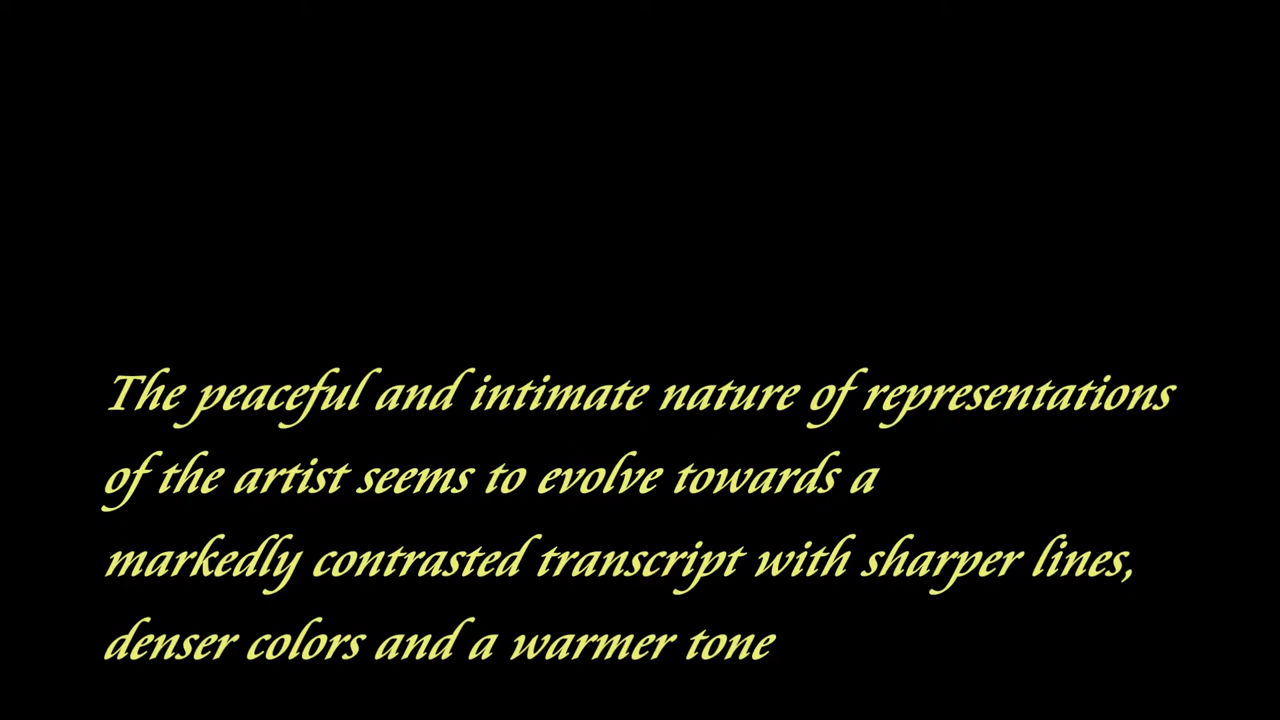 The peaceful and intimate nature of representations
of the artist seems to evolve towards a
markedly contrasted transcript with sharper lines,
denser colors and a warmer tone